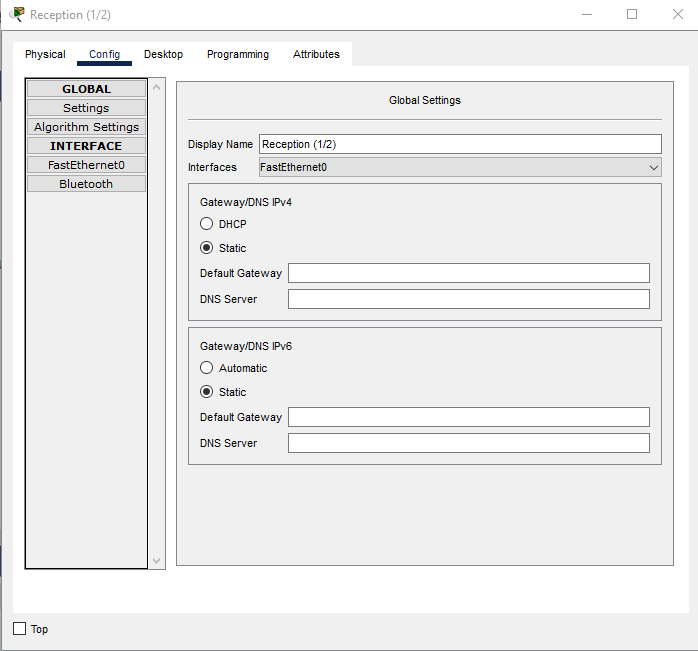 Reception (1/2)
Physical Config Desktop Programming Attributes
GLOBAL
Settings
Algorithm Settings
INTERFACE
FastEthernet0
Bluetooth
Global Settings
Display Name Reception (1/2)
Interfaces FastEthernet0
Gateway/DNS IPv4
DHCP
Static
Default Gateway
DNS Server
Gateway/DNS IPv6
Automatic
Static
Default Gateway
DNS Server
Top